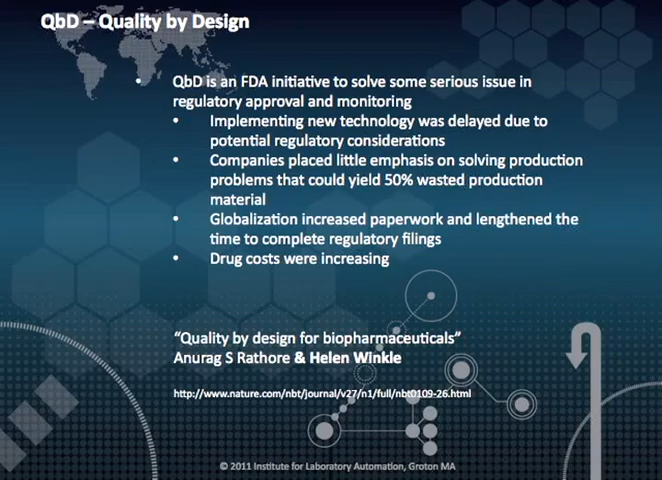 QbD – Quality by Design
• QbD is an FDA initiative to solve some serious issue in
regulatory approval and monitoring
• Implementing new technology was delayed due to
potential regulatory considerations
• Companies placed little emphasis on solving production
problems that could yield 50% wasted production
material
• Globalization increased paperwork and lengthened the
time to complete regulatory filings
• Drug costs were increasing
“Quality by design for biopharmaceuticals”
Anurag S Rathore & Helen Winkle
http://www.nature.com/nbt/journal/v27/n1/full/nbt0109-26.html
© 2011 Institute for Laboratory Automation, Groton MA